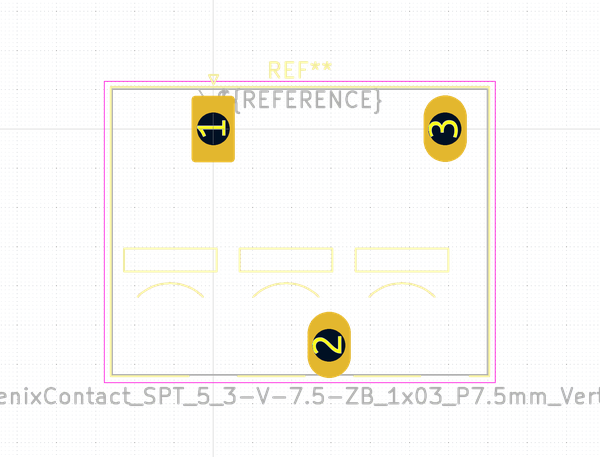 REF**
${REFERENCE}
1
3
2
enixContact_SPT_5_3-V-7.5-ZB_1x03_P7.5mm_Vert